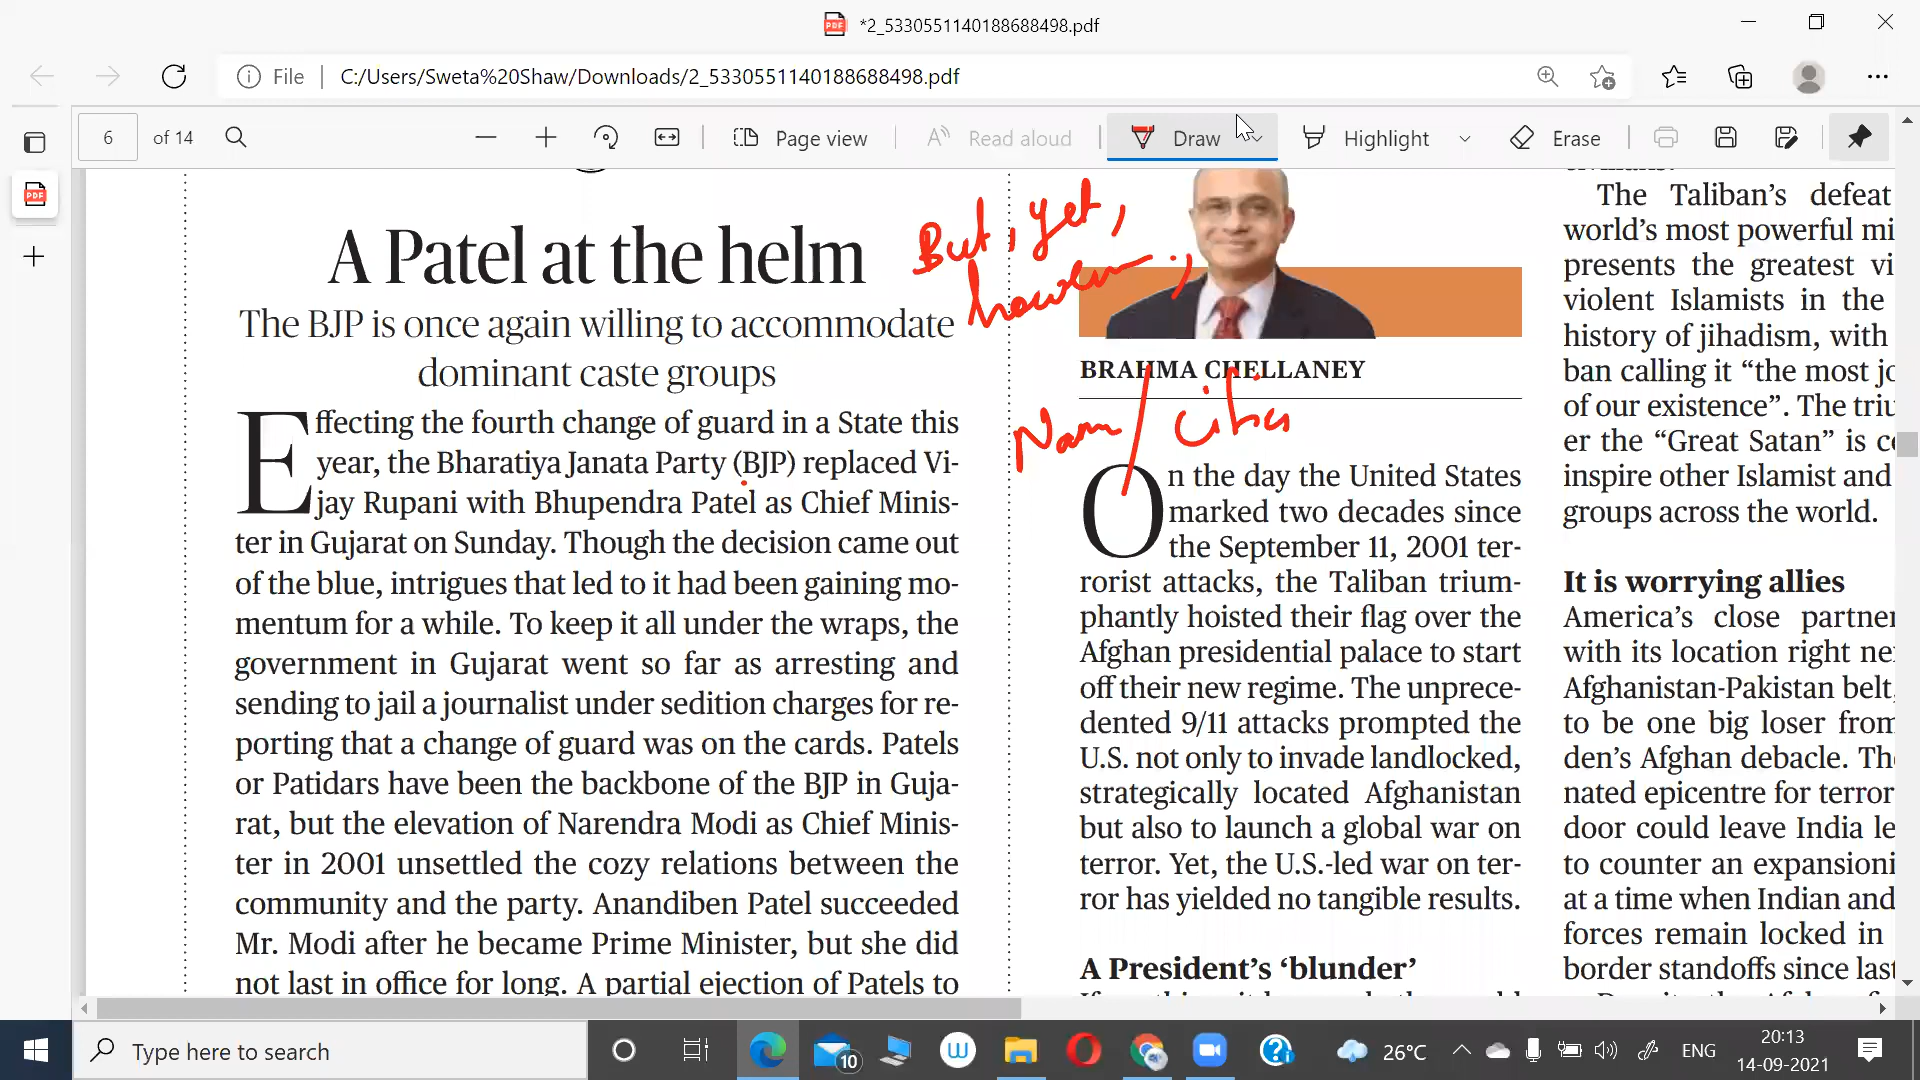 *2_5330551140188688498.pdf
File
C:/Users/Sweta%20Shaw/Downloads/2_5330551140188688498.pdf
6 of 14
Page view
Read aloud
Draw
Highlight
Erase
A Patel at the helm
The BJP is once again willing to accommodate
dominant caste groups
Effecting the fourth change of guard in a State this
year, the Bharatiya Janata Party (BJP) replaced Vi-
jay Rupani with Bhupendra Patel as Chief Minis-
ter in Gujarat on Sunday. Though the decision came out
of the blue, intrigues that led to it had been gaining mo-
mentum for a while. To keep it all under the wraps, the
government in Gujarat went so far as arresting and
sending to jail a journalist under sedition charges for re-
porting that a change of guard was on the cards. Patels
or Patidars have been the backbone of the BJP in Guja-
rat, but the elevation of Narendra Modi as Chief Minis-
ter in 2001 unsettled the cozy relations between the
community and the party. Anandiben Patel succeeded
Mr. Modi after he became Prime Minister, but she did
not last in office for long. A partial ejection of Patels to
But, yet,
however,
BRAHMA CHELLANEY
On the day the United States
marked two decades since
the September 11, 2001 ter-
rorist attacks, the Taliban trium-
phantly hoisted their flag over the
Afghan presidential palace to start
off their new regime. The unprece-
dented 9/11 attacks prompted the
U.S. not only to invade landlocked,
strategically located Afghanistan
but also to launch a global war on
terror. Yet, the U.S.-led war on ter-
ror has yielded no tangible results.
A President's 'blunder'
The Taliban's defeat
world's most powerful mi
presents the greatest vi
violent Islamists in the
history of jihadism, with
ban calling it "the most jo
of our existence". The triu
er the "Great Satan" is ce
inspire other Islamist and
groups across the world.
It is worrying allies
America's close partner
with its location right ne
Afghanistan-Pakistan belt,
to be one big loser from
den's Afghan debacle. Th
nated epicentre for terror
door could leave India le
to counter an expansioni
at a time when Indian and
forces remain locked in
border standoffs since last
Type here to search
10
26°C
ENG
20:13
14-09-2021